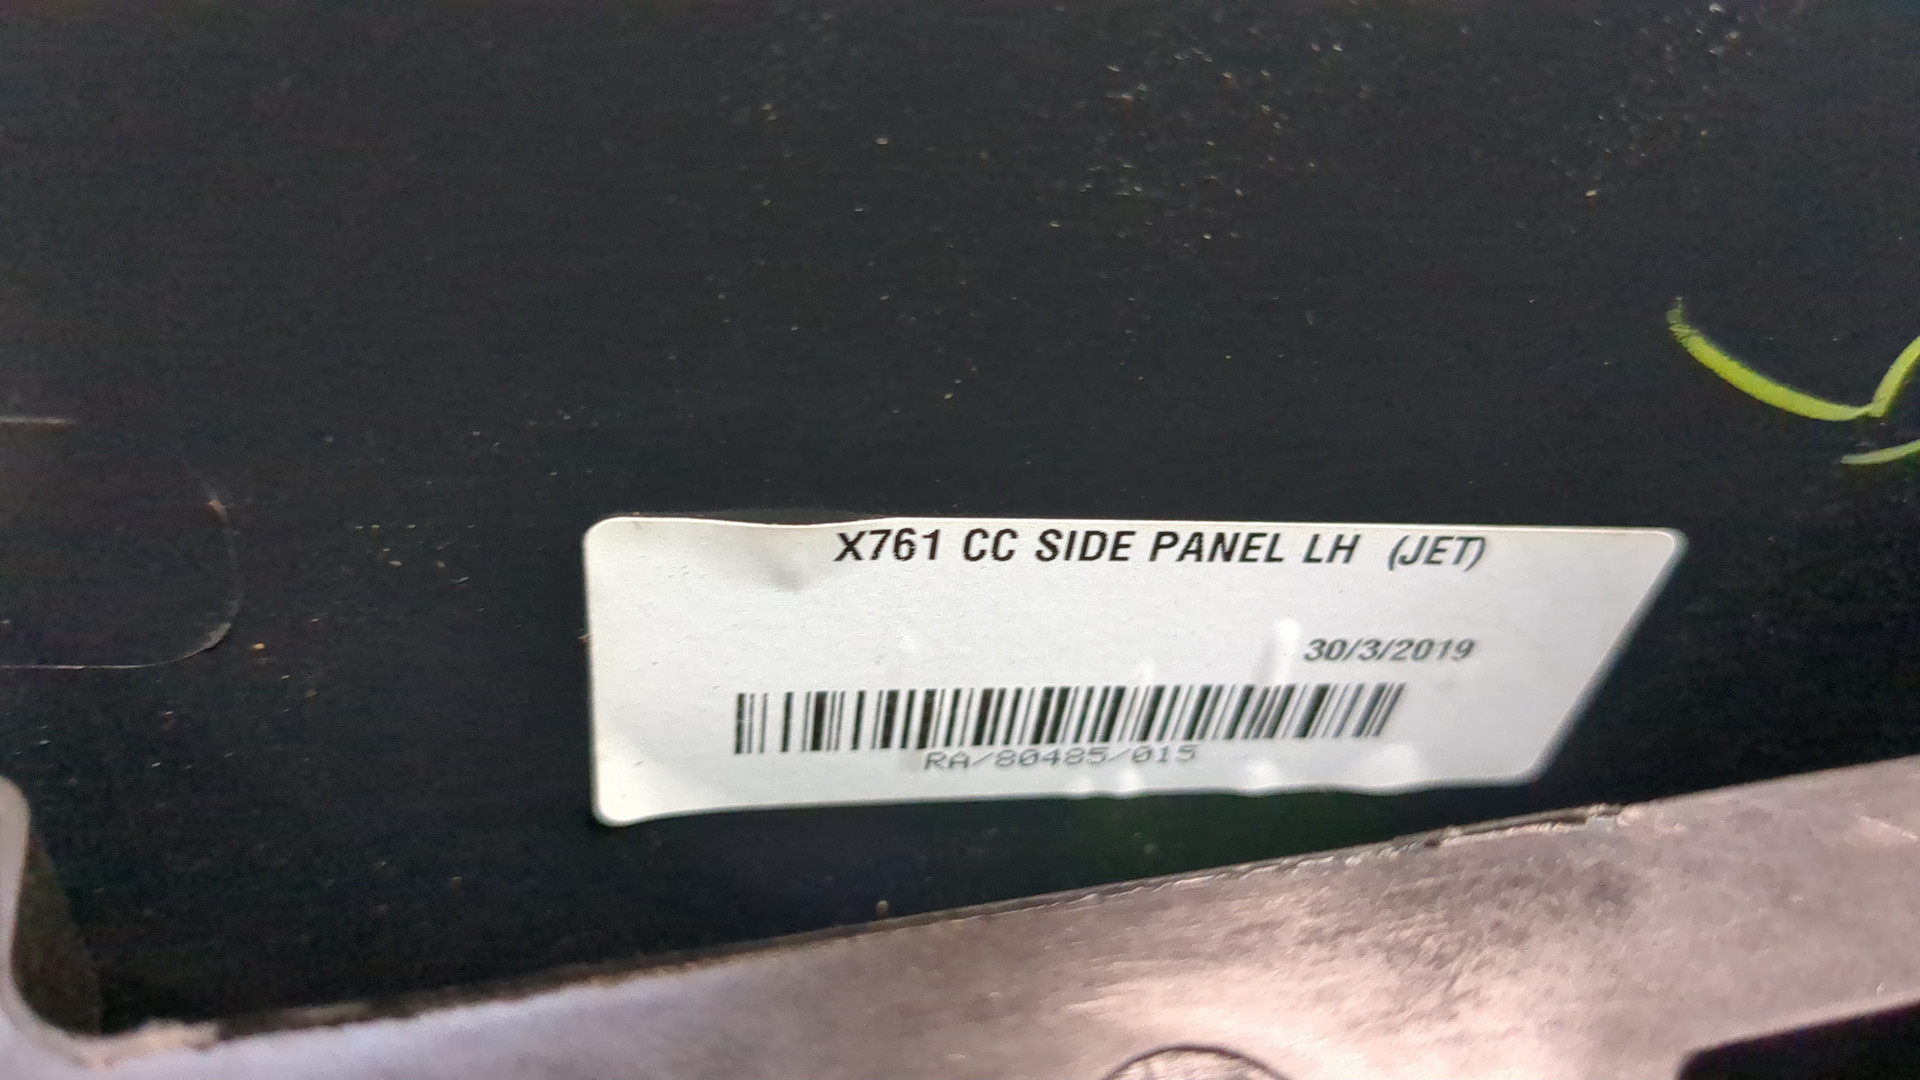 X761 CC SIDE PANEL LH (JET)
30/3/2019
RA/80485/015